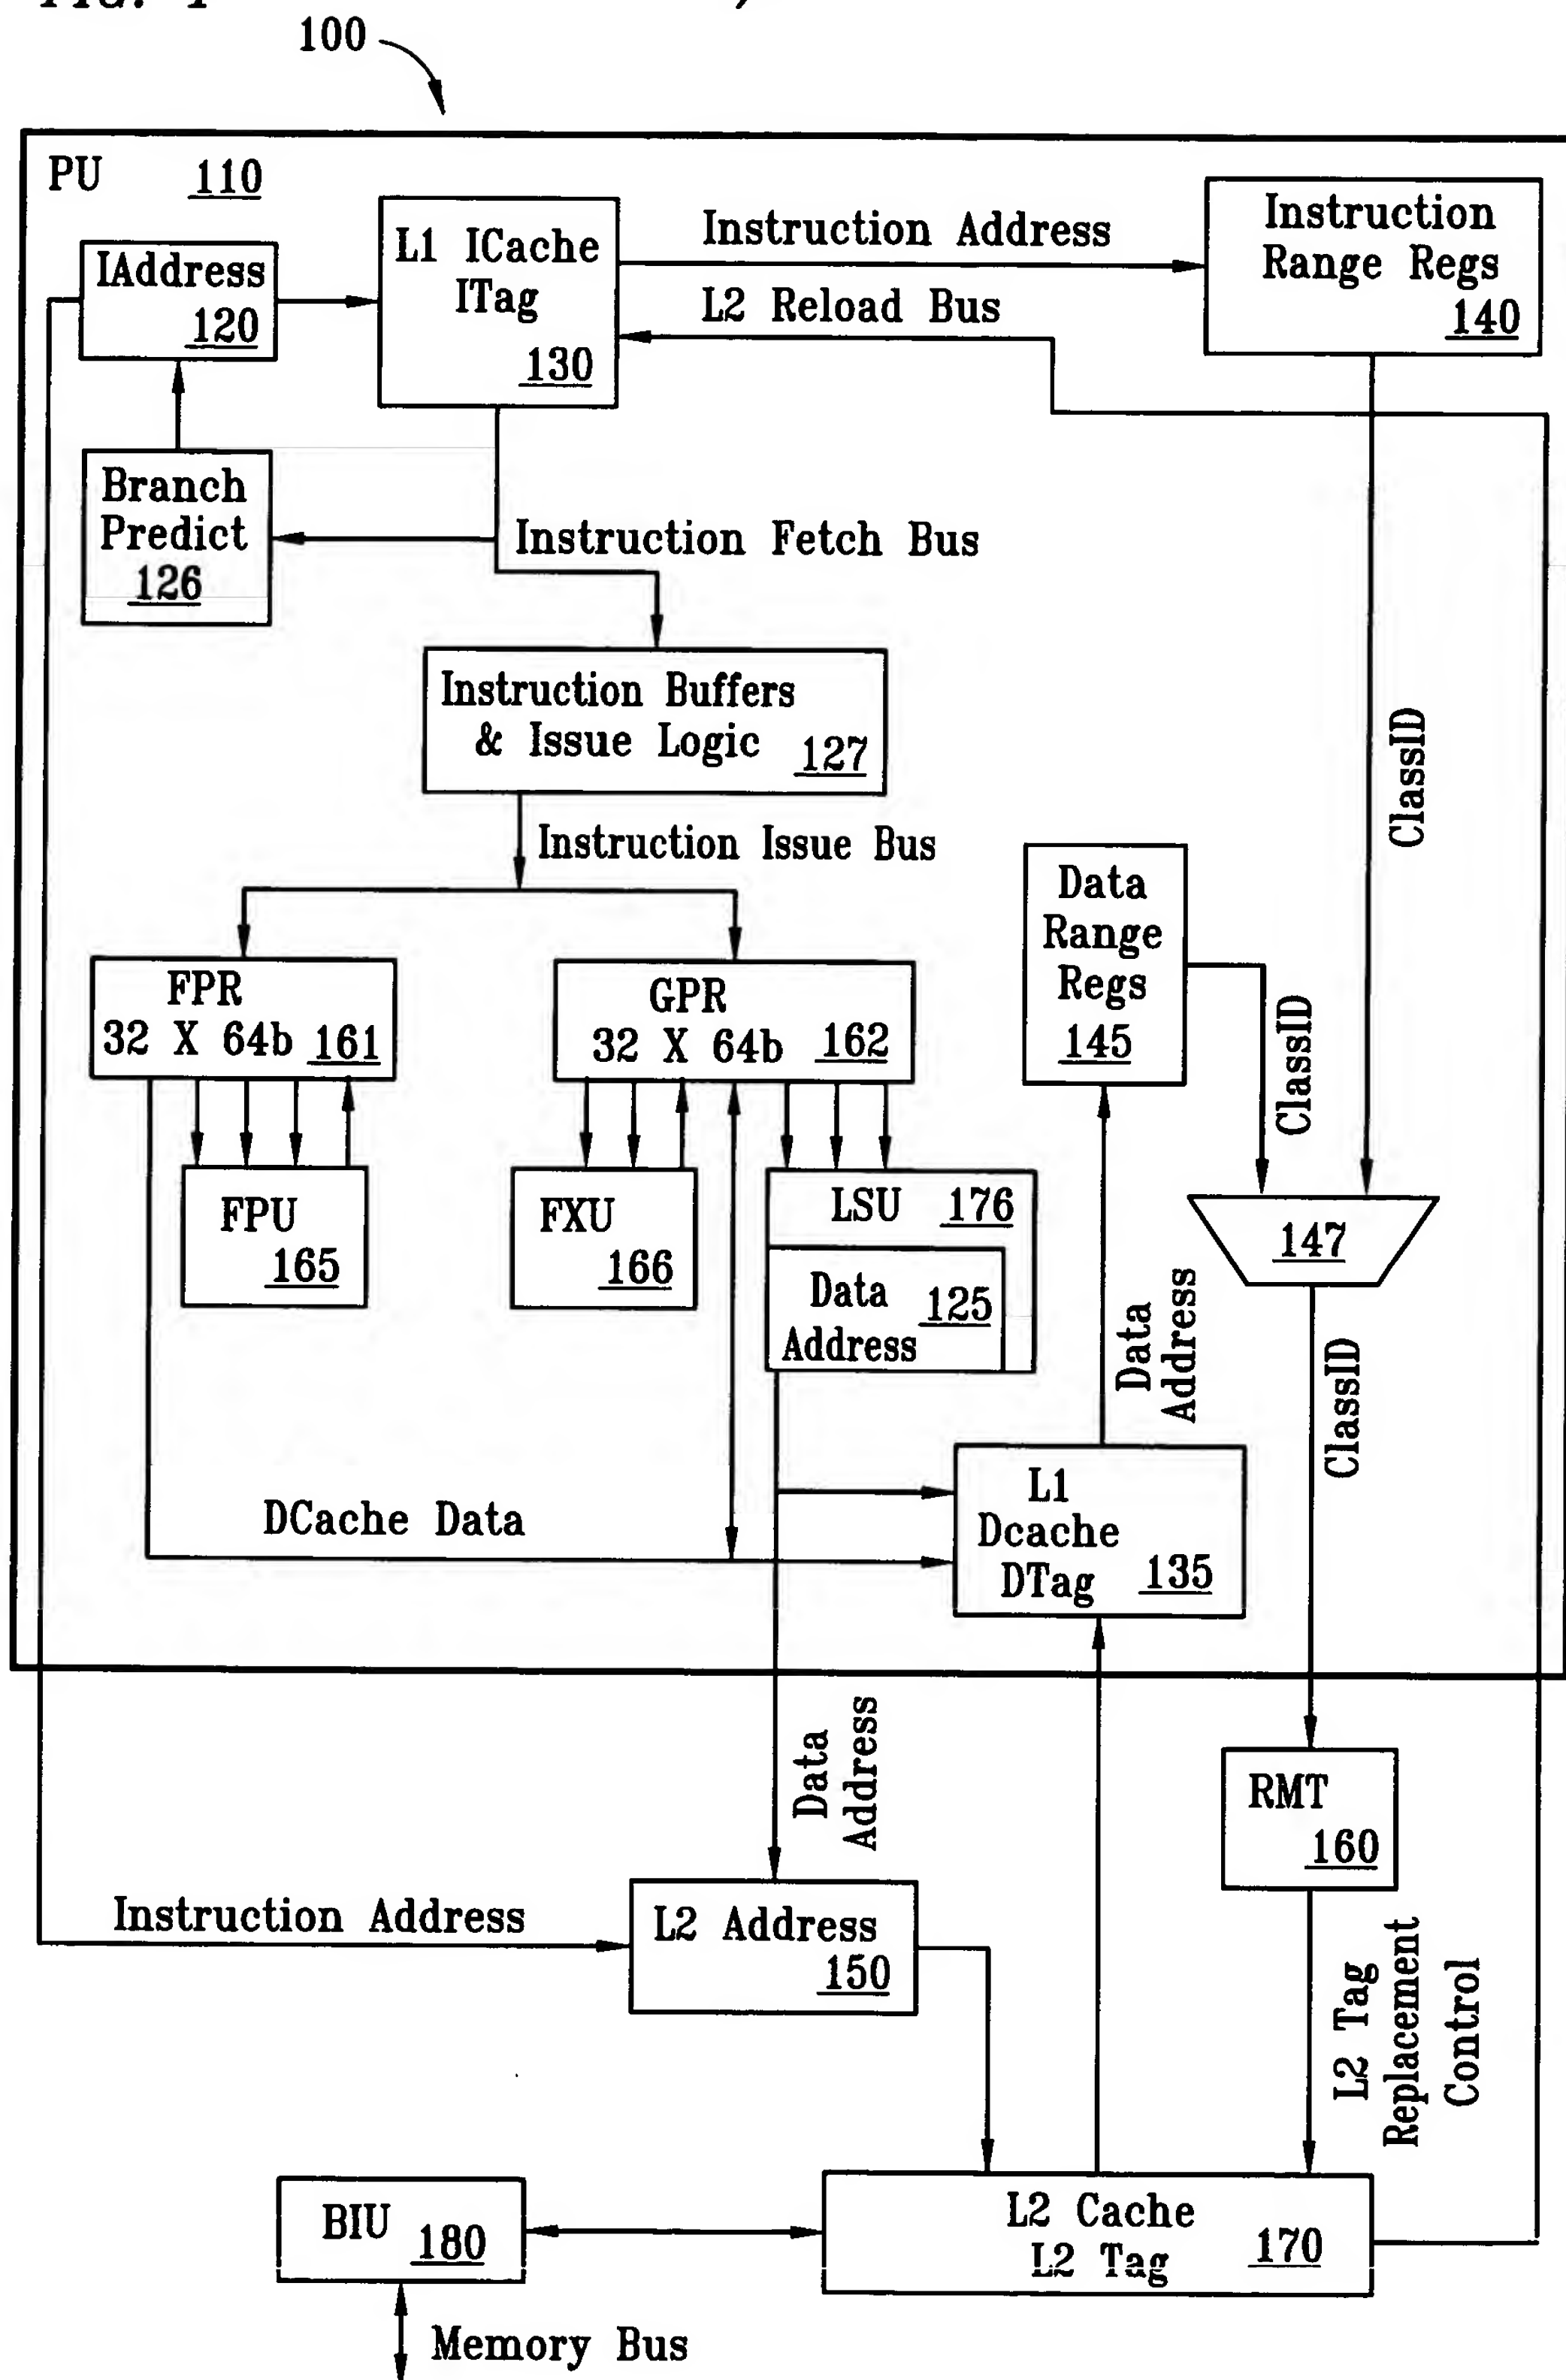 FIG. 1
100
PU 110
IAddress
120
L1 ICache
ITag
130
Instruction Address
L2 Reload Bus
Instruction
Range Regs
140
Branch
Predict
126
Instruction Fetch Bus
Instruction Buffers
& Issue Logic 127
Instruction Issue Bus
ClassID
Data
Range
Regs
145
ClassID
FPR
32 X 64b 161
GPR
32 X 64b 162
FPU
165
FXU
166
LSU 176
Data
Address
125
147
Data
Address
ClassID
DCache Data
L1
Dcache
DTag 135
Data
Address
RMT
160
Instruction Address
L2 Address
150
L2 Tag
Replacement
Control
BIU
180
L2 Cache
L2 Tag 170
Memory Bus